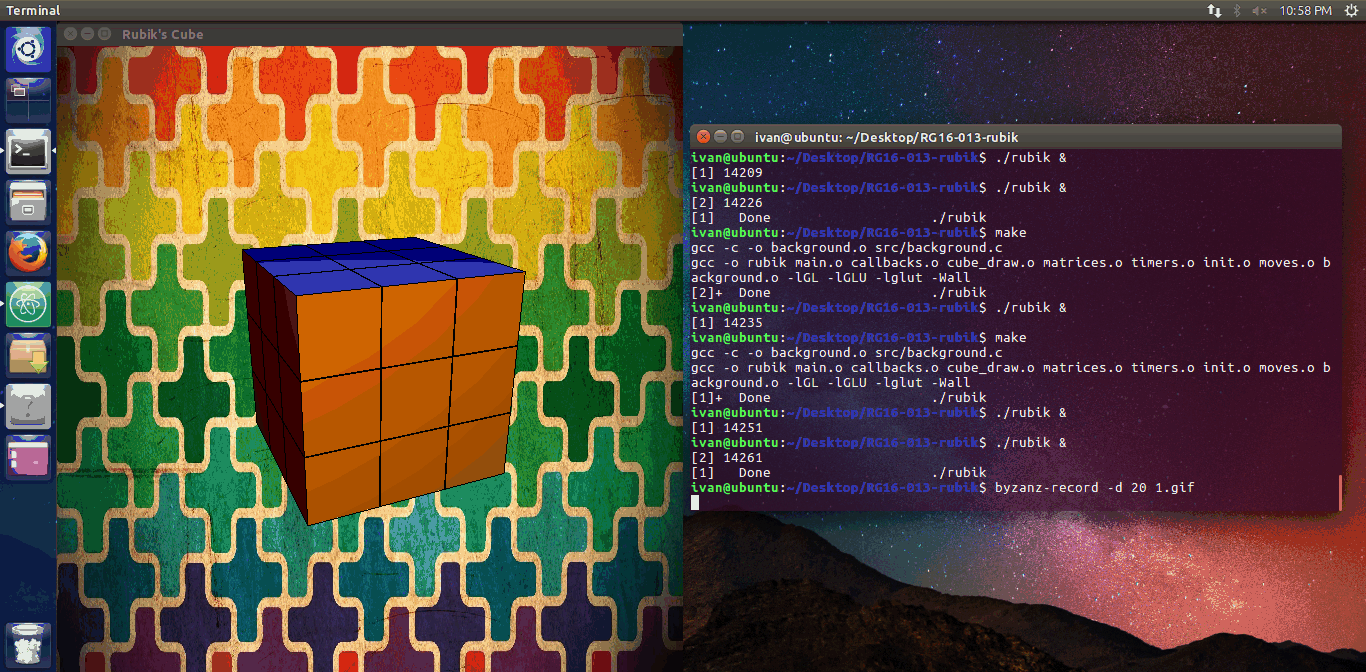 Terminal
10:58 PM
Rubik's Cube
ivan@ubuntu: ~/Desktop/RG16-013-rubik
ivan@ubuntu:~/Desktop/RG16-013-rubik$ ./rubik &
[1] 14209
ivan@ubuntu:~/Desktop/RG16-013-rubik$ ./rubik &
[2] 14226
[1]   Done                    ./rubik
ivan@ubuntu:~/Desktop/RG16-013-rubik$ make
gcc -c -o background.o src/background.c
gcc -o rubik main.o callbacks.o cube_draw.o matrices.o timers.o init.o moves.o b
ackground.o -lGL -lGLU -lglut -Wall
[2]+  Done                    ./rubik
ivan@ubuntu:~/Desktop/RG16-013-rubik$ ./rubik &
[1] 14235
ivan@ubuntu:~/Desktop/RG16-013-rubik$ make
gcc -c -o background.o src/background.c
gcc -o rubik main.o callbacks.o cube_draw.o matrices.o timers.o init.o moves.o b
ackground.o -lGL -lGLU -lglut -Wall
[1]+  Done                    ./rubik
ivan@ubuntu:~/Desktop/RG16-013-rubik$ ./rubik &
[1] 14251
ivan@ubuntu:~/Desktop/RG16-013-rubik$ ./rubik &
[2] 14261
[1]   Done                    ./rubik
ivan@ubuntu:~/Desktop/RG16-013-rubik$ byzanz-record -d 20 1.gif